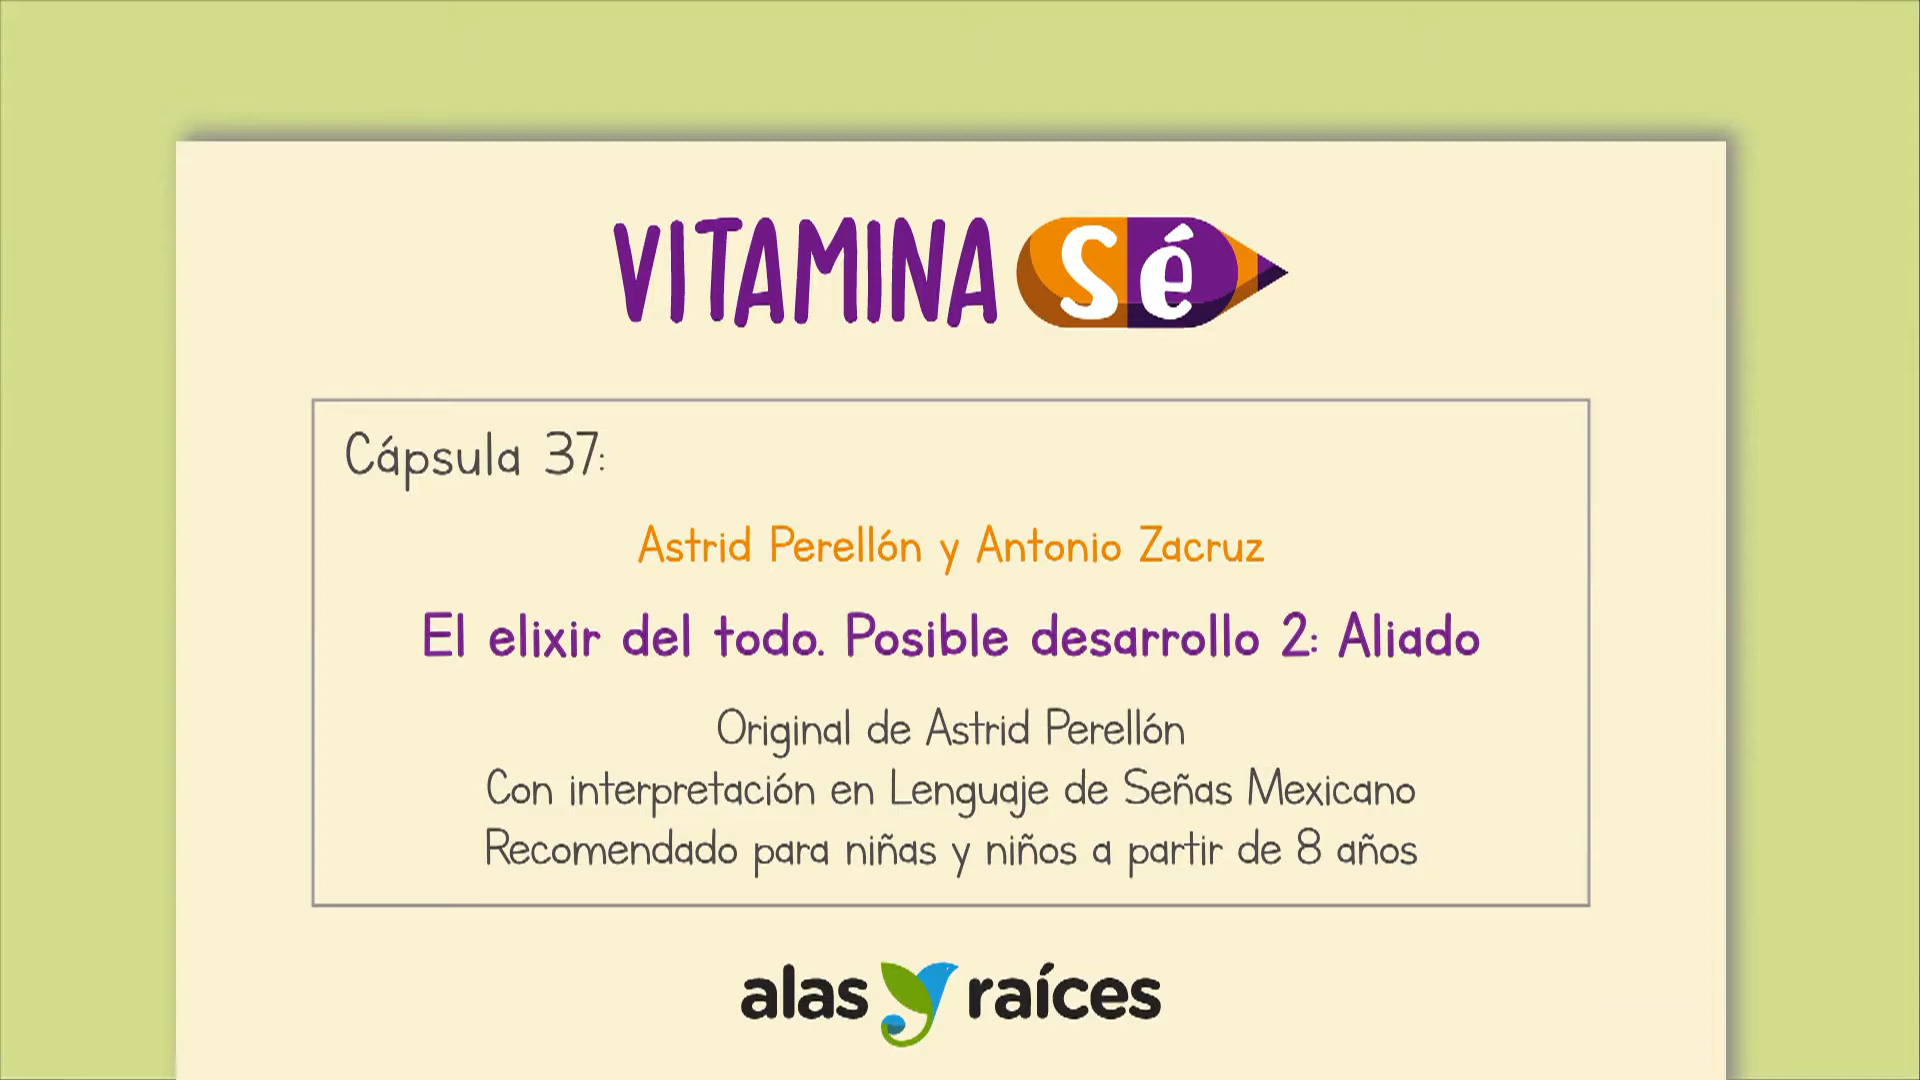 VITAMINA Sé
Cápsula 37:
Astrid Perellón y Antonio Zacruz
El elixir del todo. Posible desarrollo 2: Aliado
Original de Astrid Perellón
Con interpretación en Lenguaje de Señas Mexicano
Recomendado para niñas y niños a partir de 8 años
alas y raíces